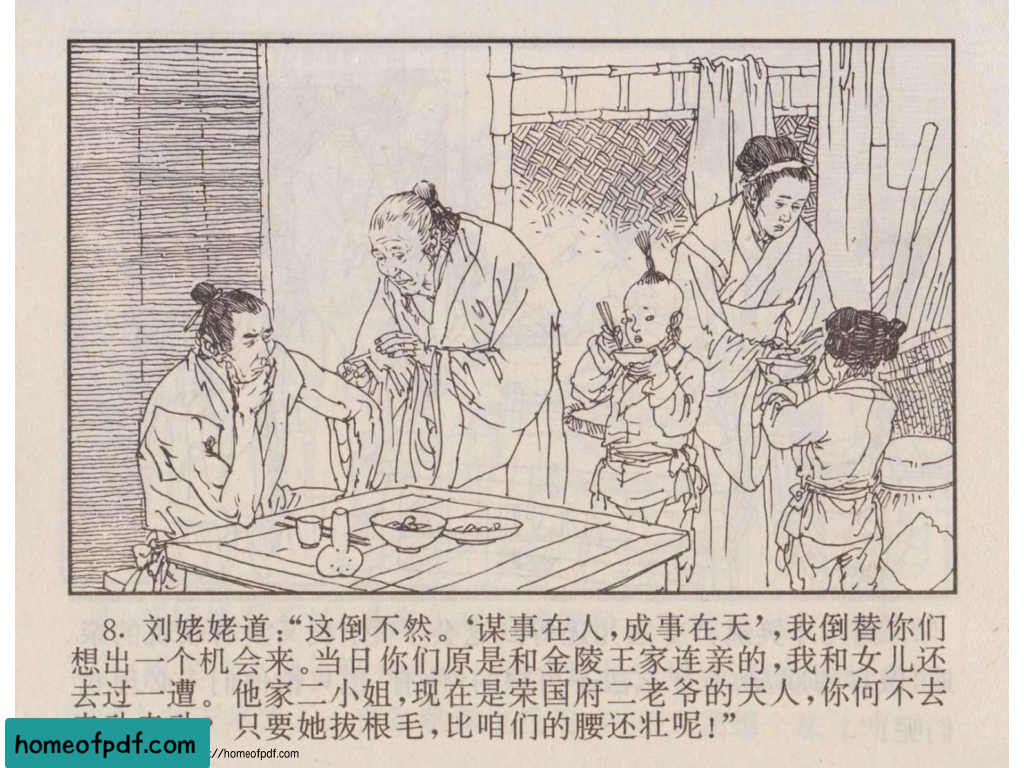 8. 刘姥姥道：“这倒不然。‘谋事在人，成事在天’，我倒替你们
想出一个机会来。当日你们原是和金陵王家连亲的，我和女儿还
去过一遭。他家二小姐，现在是荣国府二老爷的夫人，你何不去
只要她拔根毛，比咱们的腰还壮呢！”
homeofpdf.com
://homeofpdf.com